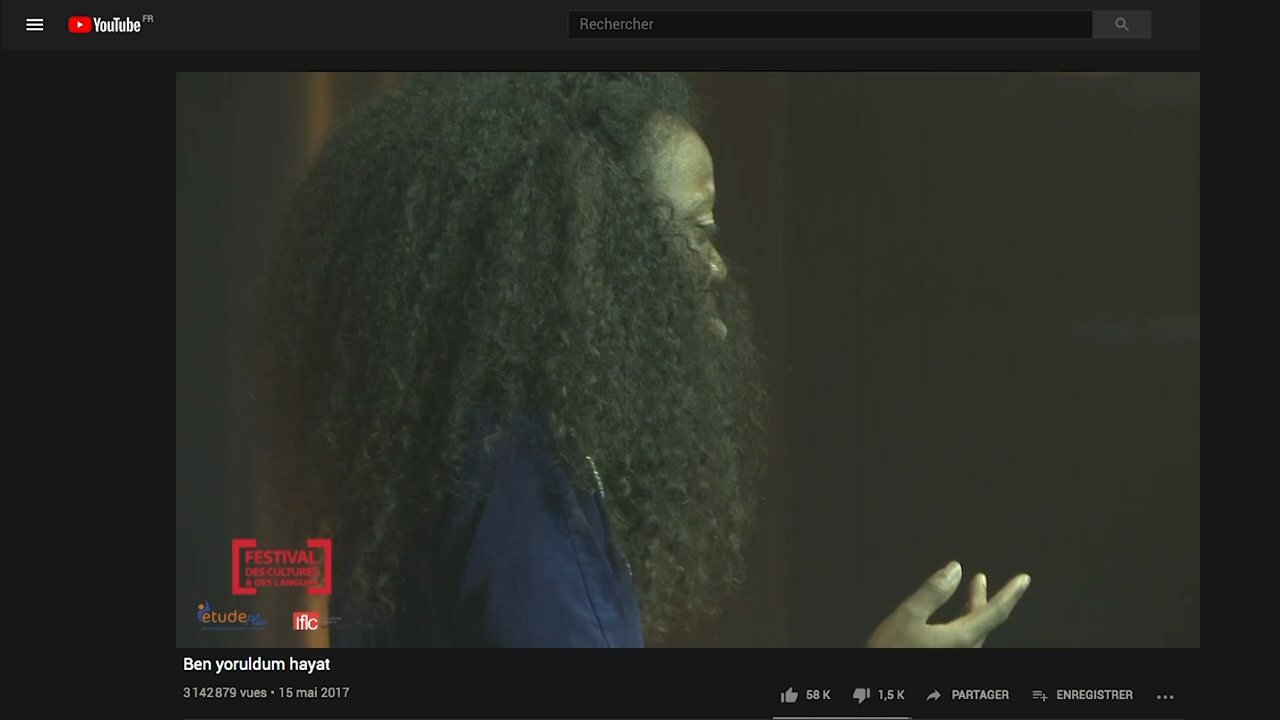 YouTube FR
Rechercher
FESTIVAL
DES CULTURES
& DES LANGUES
etude
iflc
Ben yoruldum hayat
3 142 879 vues • 15 mai 2017
58 K
1,5 K
PARTAGER
ENREGISTRER